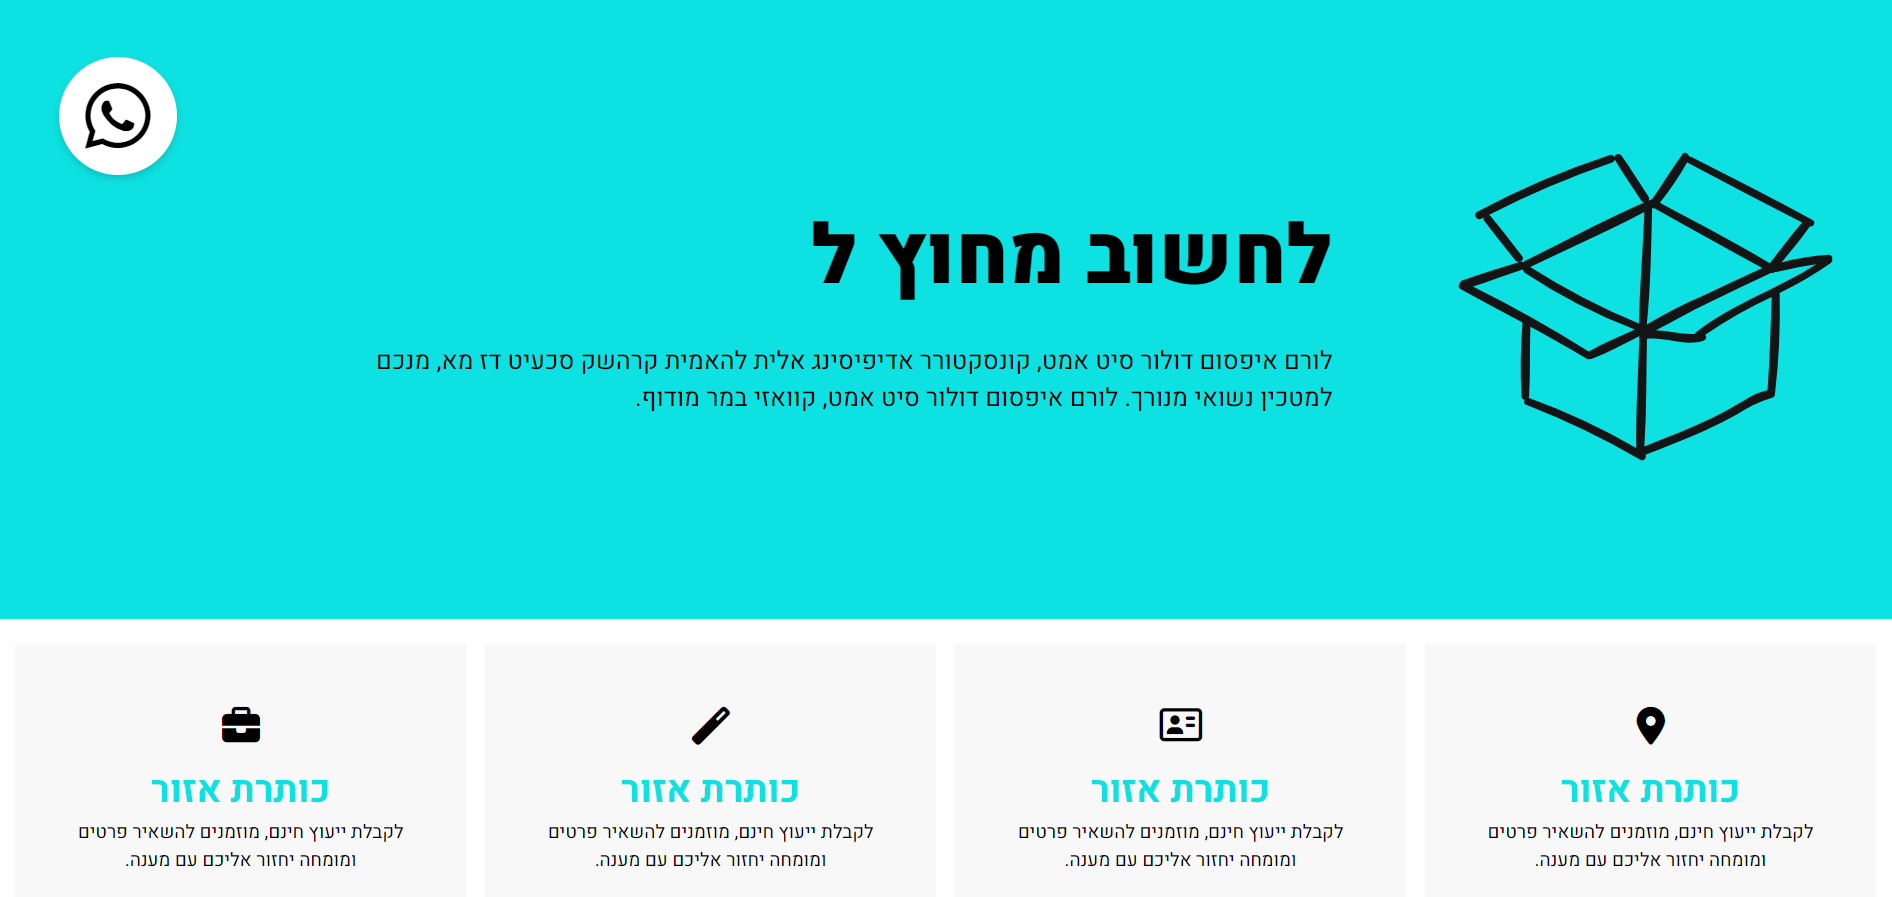 לחשוב מחוץ ל
לורם איפסום דולור סיט אמט, קונסקטורר אדיפיסינג אלית להאמית קרהשק סכעיט דז מא, מנכם
למטכין נשואי מנורך. לורם איפסום דולור סיט אמט, קוואזי במר מודוף.
כותרת אזור
לקבלת ייעוץ חינם, מוזמנים להשאיר פרטים
ומומחה יחזור אליכם עם מענה.
כותרת אזור
לקבלת ייעוץ חינם, מוזמנים להשאיר פרטים
ומומחה יחזור אליכם עם מענה.
כותרת אזור
לקבלת ייעוץ חינם, מוזמנים להשאיר פרטים
ומומחה יחזור אליכם עם מענה.
כותרת אזור
לקבלת ייעוץ חינם, מוזמנים להשאיר פרטים
ומומחה יחזור אליכם עם מענה.